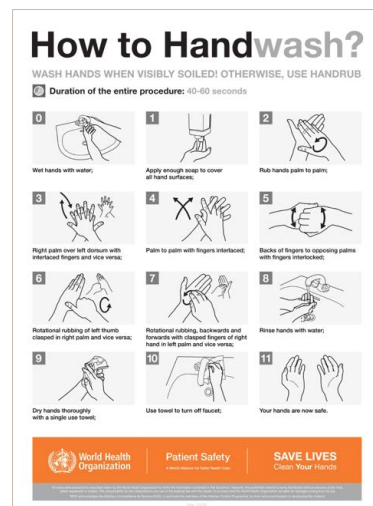 How to Handwash?
WASH HANDS WHEN VISIBLY SOILED! OTHERWISE, USE HANDRUB
Duration of the entire procedure: 40-60 seconds
0
1
2
Wet hands with water;
Apply enough soap to cover
all hand surfaces;
Rub hands palm to palm;
3
4
5
Right palm over left dorsum with
interlaced fingers and vice versa;
Palm to palm with fingers interlaced;
Backs of fingers to opposing palms
with fingers interlocked;
6
7
8
Rotational rubbing of left thumb
clasped in right palm and vice versa;
Rotational rubbing, backwards and
forwards with clasped fingers of right
hand in left palm and vice versa;
Rinse hands with water;
9
10
11
Dry hands thoroughly
with a single use towel;
Use towel to turn off faucet;
Your hands are now safe.
World Health
Organization
Patient Safety
A World Alliance for Safer Health Care
SAVE LIVES
Clean Your Hands